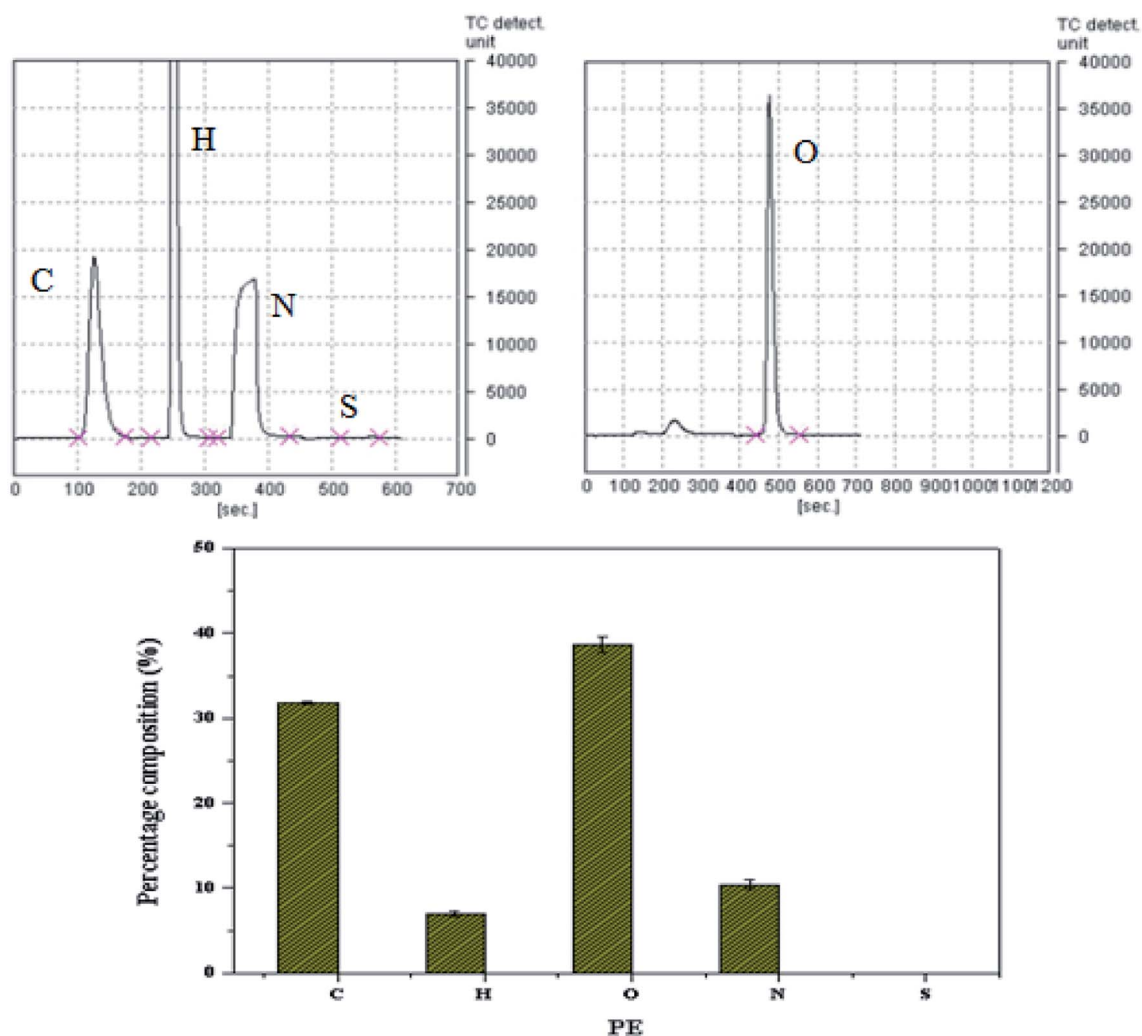 TC detect.
unit
40000
35000
30000
25000
20000
15000
10000
5000
0
C
H
N
S
0 100 200 300 400 500 600 700
[sec.]
TC detect.
unit
40000
35000
30000
25000
20000
15000
10000
5000
0
O
0 100 200 300 400 500 600 700 800 900100011001200
[sec.]
Percentage composition (%)
50
40
30
20
10
0
C H O N S
PE